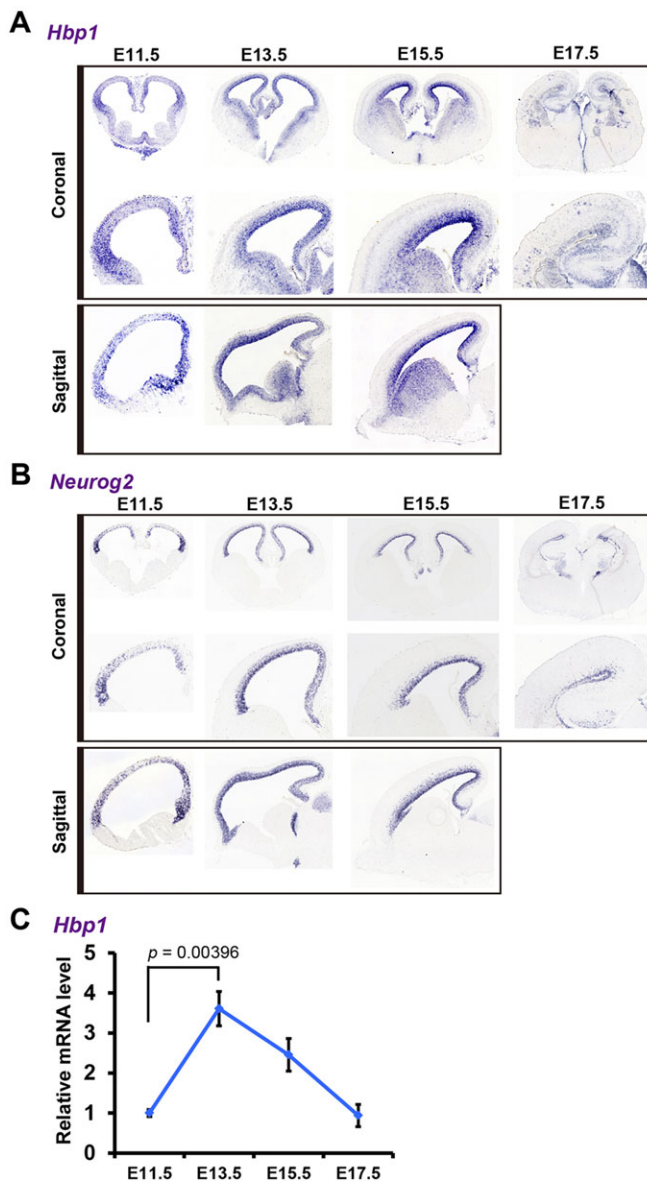 A Hbp1
E11.5 E13.5 E15.5 E17.5
Coronal
Sagittal
B Neurog2
E11.5 E13.5 E15.5 E17.5
Coronal
Sagittal
C Hbp1
p = 0.00396
Relative mRNA level
5
4
3
2
1
0
E11.5 E13.5 E15.5 E17.5